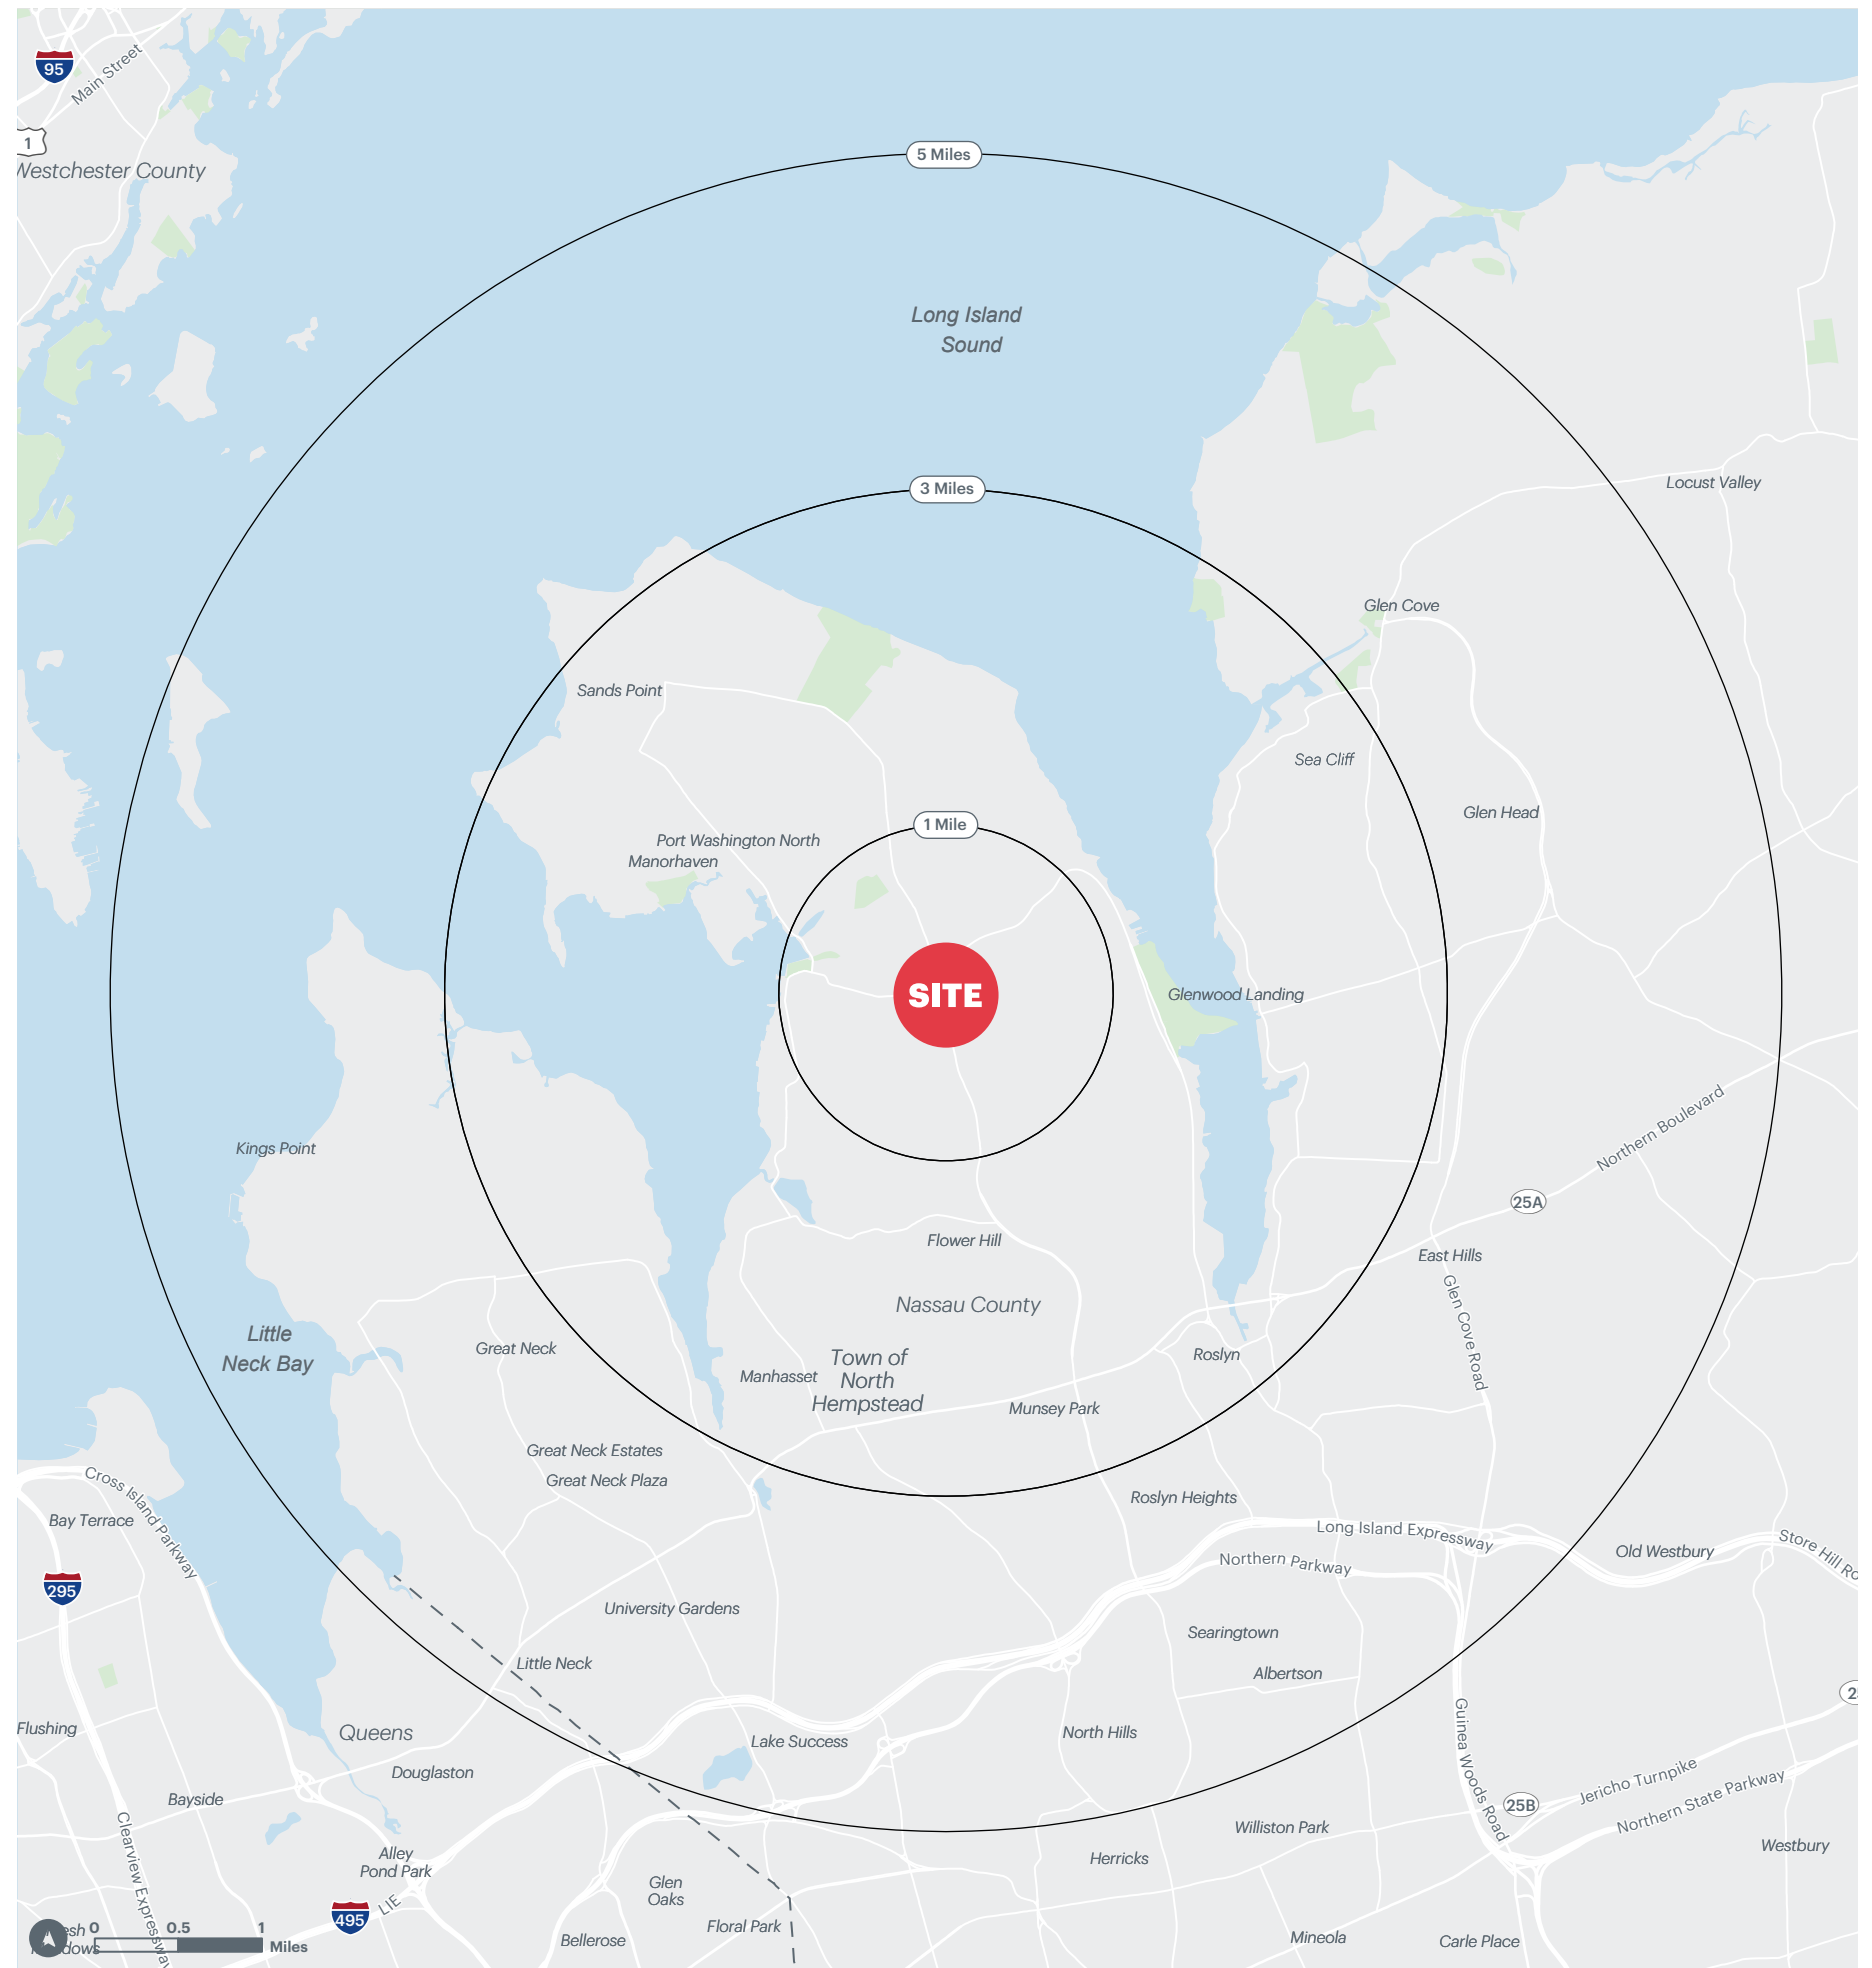 95
Main Street
1
Westchester County
5 Miles
Long Island
Sound
3 Miles
Locust Valley
Glen Cove
Sands Point
Sea Cliff
Glen Head
1 Mile
Port Washington North
Manorhaven
SITE
Glenwood Landing
Kings Point
Northern Boulevard
25A
Flower Hill
East Hills
Nassau County
Glen Cove Road
Little
Neck Bay
Great Neck
Manhasset
Town of
North
Hempstead
Roslyn
Munsey Park
Great Neck Estates
Great Neck Plaza
Cross Island Parkway
Bay Terrace
Roslyn Heights
Long Island Expressway
Northern Parkway
Old Westbury
Store Hill Ro
295
University Gardens
Searingtown
Little Neck
Albertson
2
Flushing
Queens
Lake Success
North Hills
Guinea Woods Road
Douglaston
Bayside
Jericho Turnpike
Northern State Parkway
25B
Clearview Expressway
Williston Park
Westbury
Alley
Pond Park
Herricks
Glen
Oaks
LIE
495
Floral Park
Bellerose
Mineola
Carle Place
esh
dows
0 0.5 1
Miles